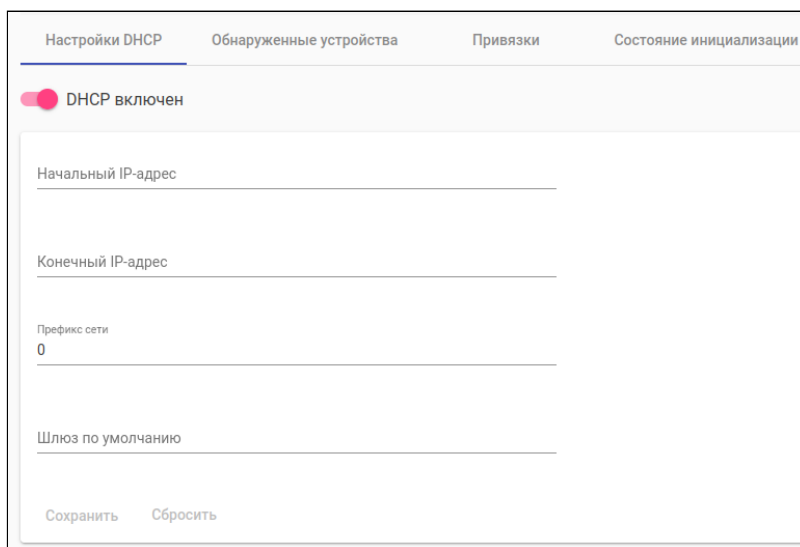 Настройки DHCP Обнаруженные устройства Привязки Состояние инициализации
DHCP включен
Начальный IP-адрес
Конечный IP-адрес
Префикс сети
0
Шлюз по умолчанию
Сохранить Сбросить